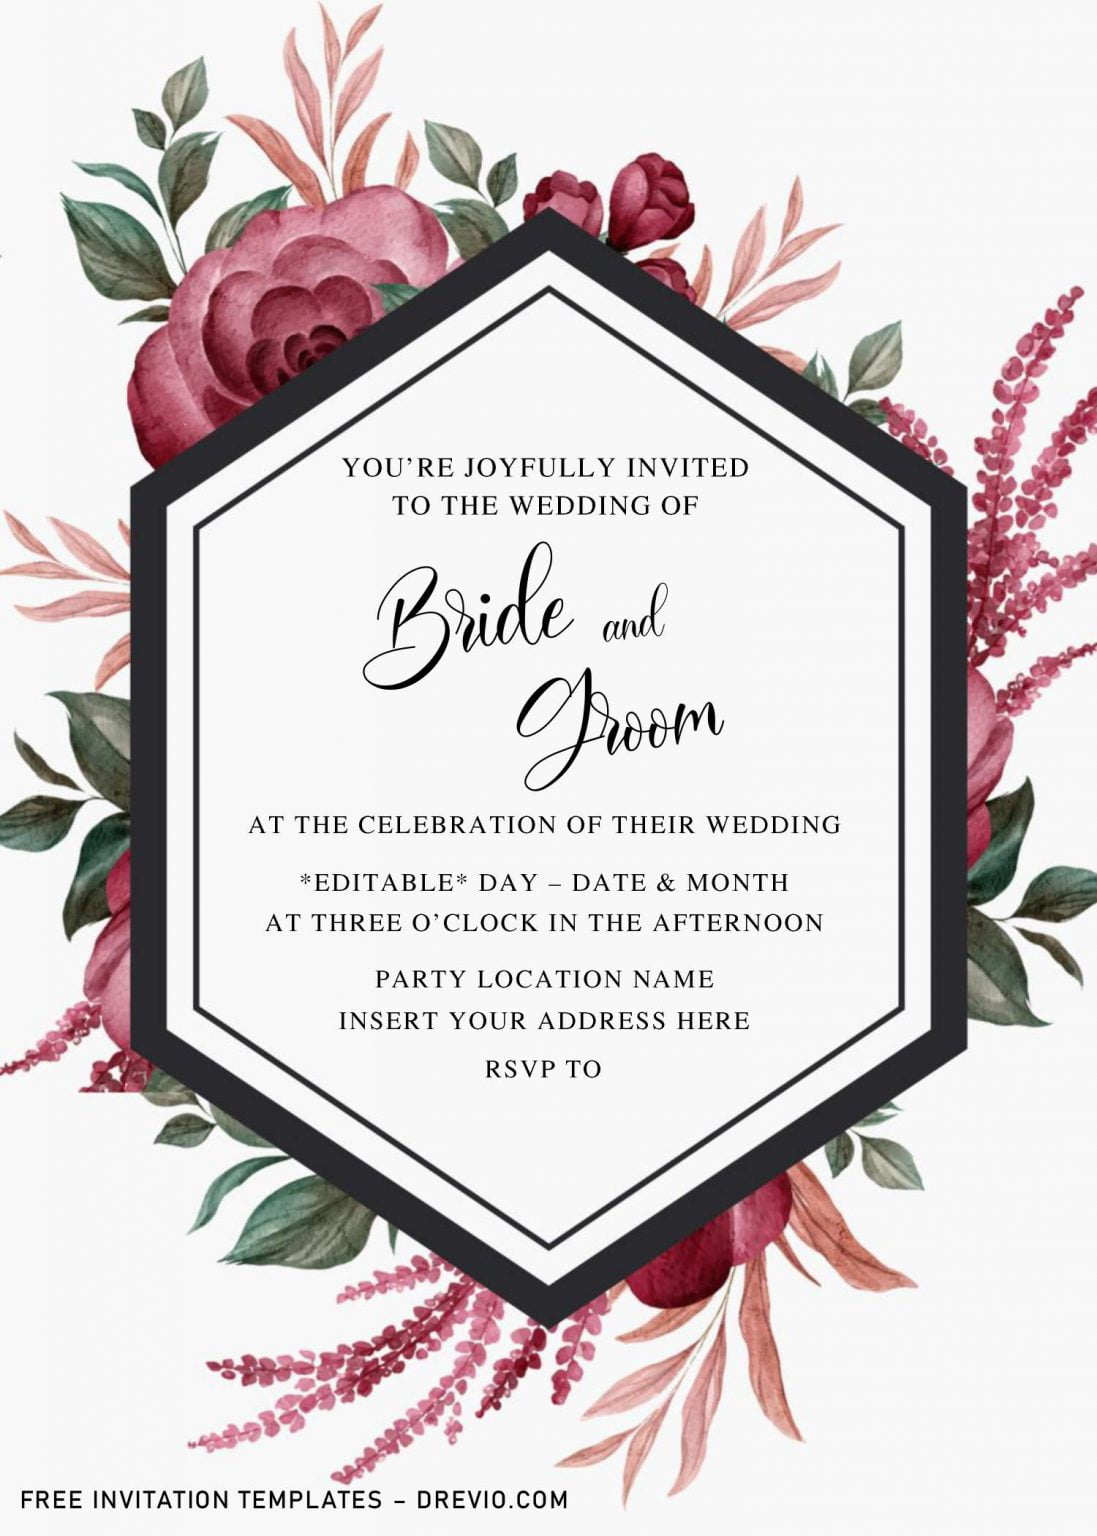 YOU’RE JOYFULLY INVITED
TO THE WEDDING OF
Bride and
Groom
AT THE CELEBRATION OF THEIR WEDDING
*EDITABLE* DAY – DATE & MONTH
AT THREE O’CLOCK IN THE AFTERNOON
PARTY LOCATION NAME
INSERT YOUR ADDRESS HERE
RSVP TO
FREE INVITATION TEMPLATES – DREVIO.COM